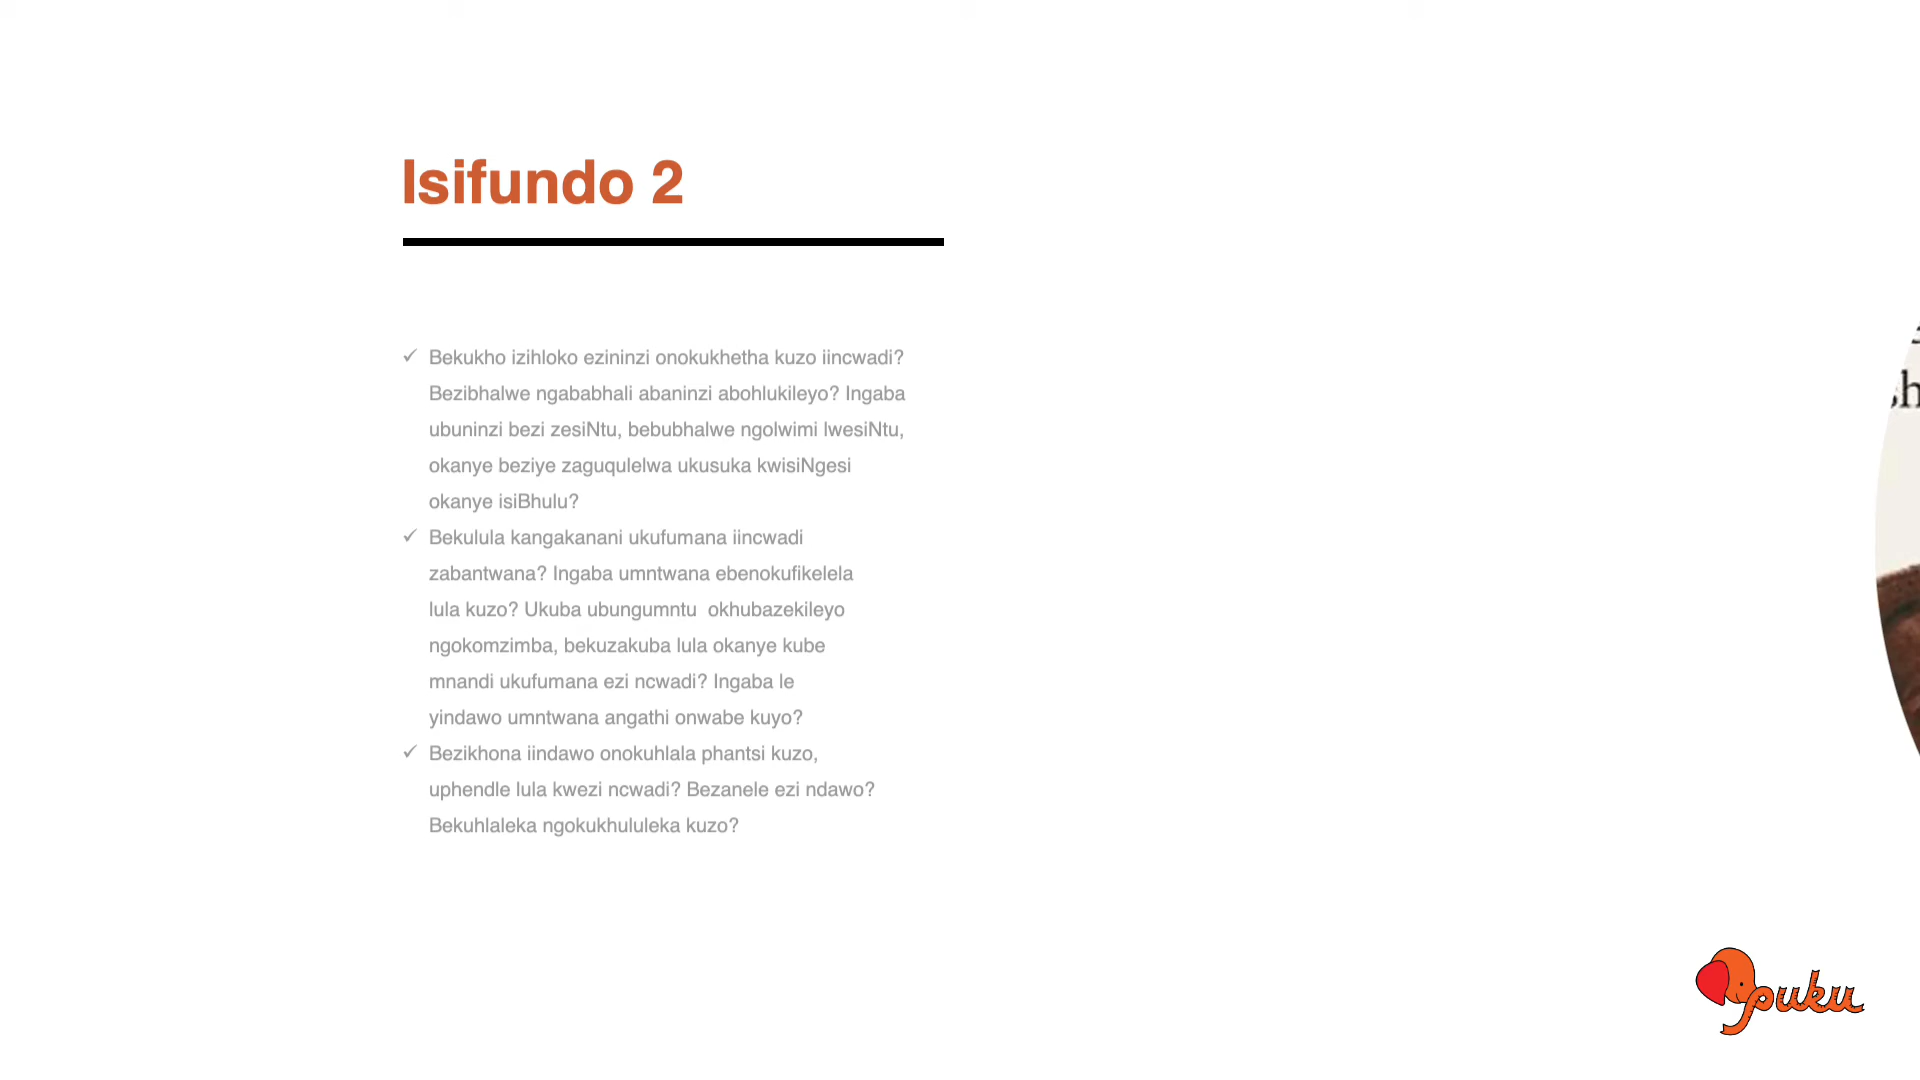 Isifundo 2
✓ Bekukho izihloko ezininzi onokukhetha kuzo iincwadi?
Bezibhalwe ngababhali abaninzi abohlukileyo? Ingaba
ubuninzi bezi zesiNtu, bebubhalwe ngolwimi lwesiNtu,
okanye beziye zaguqulelwa ukusuka kwisiNgesi
okanye isiBhulu?
✓ Bekulula kangakanani ukufumana iincwadi
zabantwana? Ingaba umntwana ebenokufikelela
lula kuzo? Ukuba ubungumntu okhubazekileyo
ngokomzimba, bekuzakuba lula okanye kube
mnandi ukufumana ezi ncwadi? Ingaba le
yindawo umntwana angathi onwabe kuyo?
✓ Bezikhona iindawo onokuhlala phantsi kuzo,
uphendle lula kwezi ncwadi? Bezanele ezi ndawo?
Bekuhlaleka ngokukhululeka kuzo?
puku